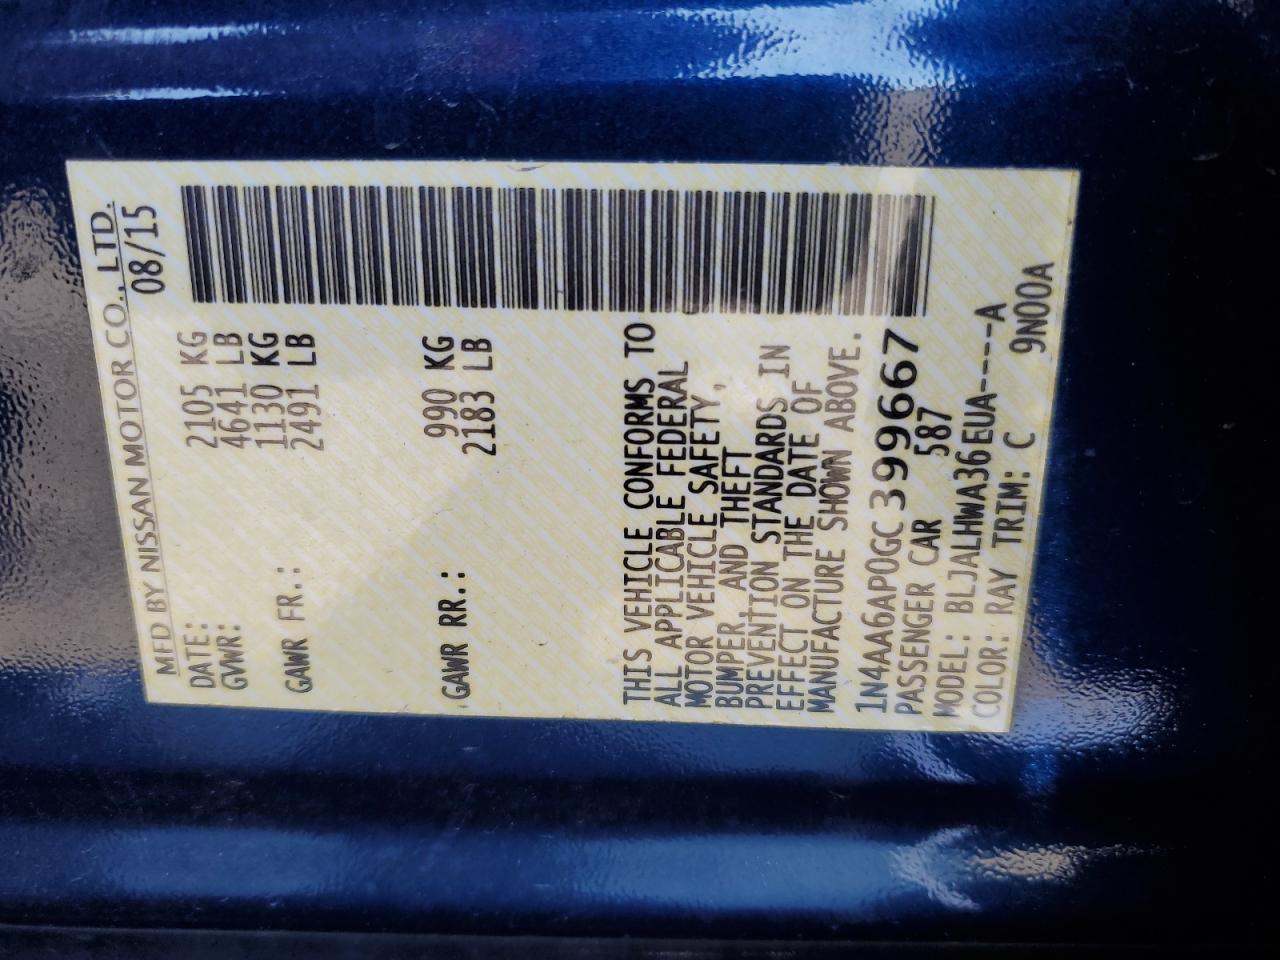 MFD BY NISSAN MOTOR CO., LTD.
DATE: 08/15
GVWR: 2105 KG
4641 LB
GAWR FR.: 1130 KG
2491 LB
GAWR RR.: 990 KG
2183 LB
THIS VEHICLE CONFORMS TO
ALL APPLICABLE FEDERAL
MOTOR VEHICLE SAFETY,
BUMPER AND THEFT
PREVENTION STANDARDS IN
EFFECT ON THE DATE OF
MANUFACTURE SHOWN ABOVE.
1N4AA6AP0GC399667
PASSENGER CAR 587
MODEL: BLJALHWA36EUA----A
COLOR: RAY TRIM: C 9N00A